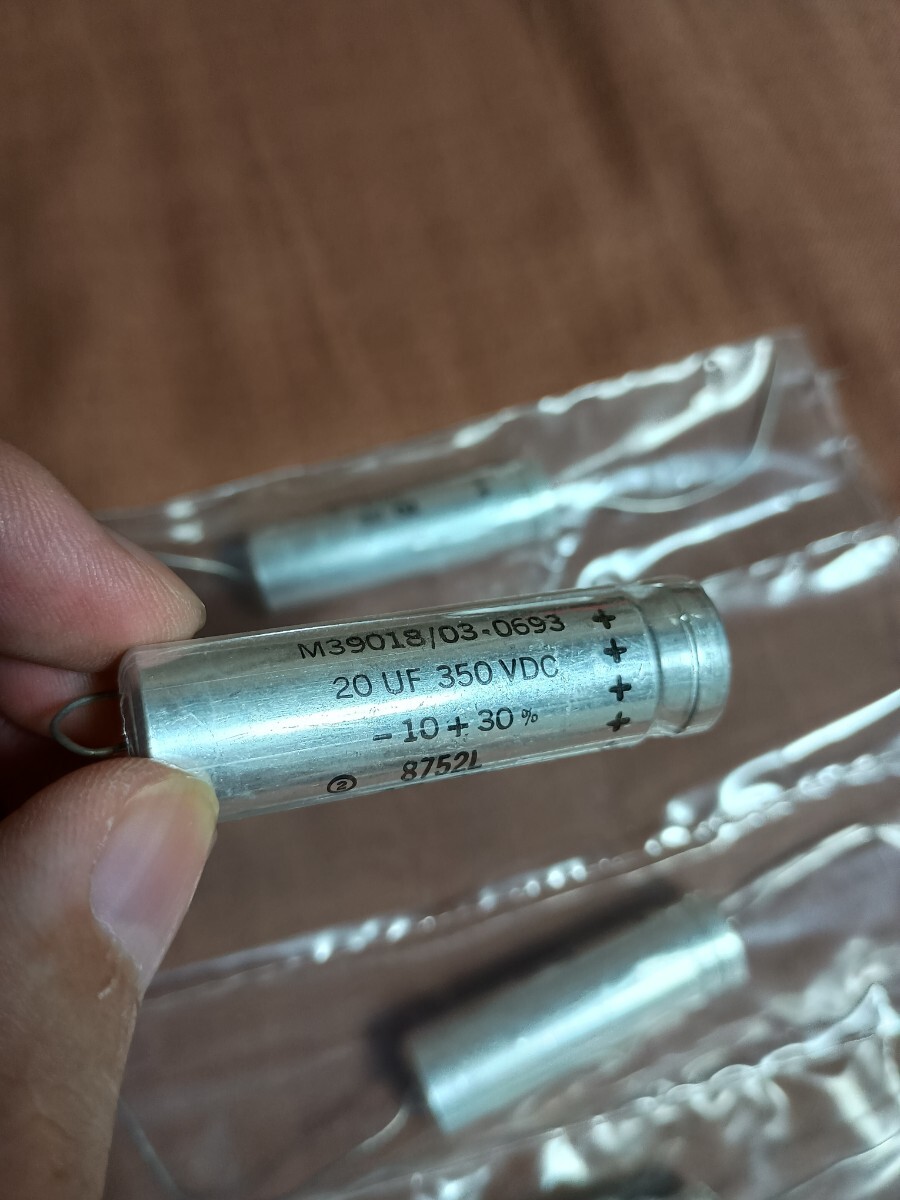 M39018/03-0693 +
20 UF 350 VDC +
-10+30% +
② 8752L +